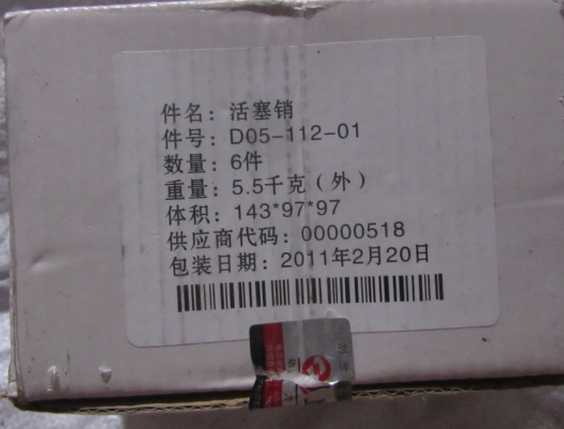 件名：活塞销
件号：D05-112-01
数量：6件
重量：5.5千克（外）
体积：143*97*97
供应商代码：00000518
包装日期：2011年2月20日